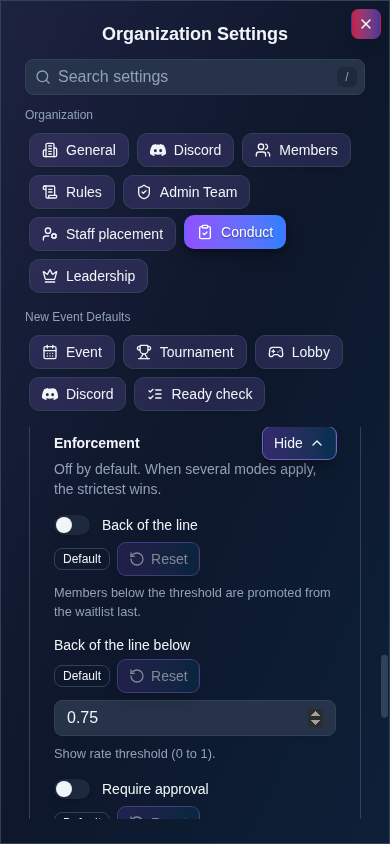 Organization Settings
Search settings
/
Organization
General
Discord
Members
Rules
Admin Team
Staff placement
Conduct
Leadership
New Event Defaults
Event
Tournament
Lobby
Discord
Ready check
Enforcement
Hide
Off by default. When several modes apply,
the strictest wins.
Back of the line
Default
Reset
Members below the threshold are promoted from
the waitlist last.
Back of the line below
Default
Reset
0.75
Show rate threshold (0 to 1).
Require approval
Default
Reset